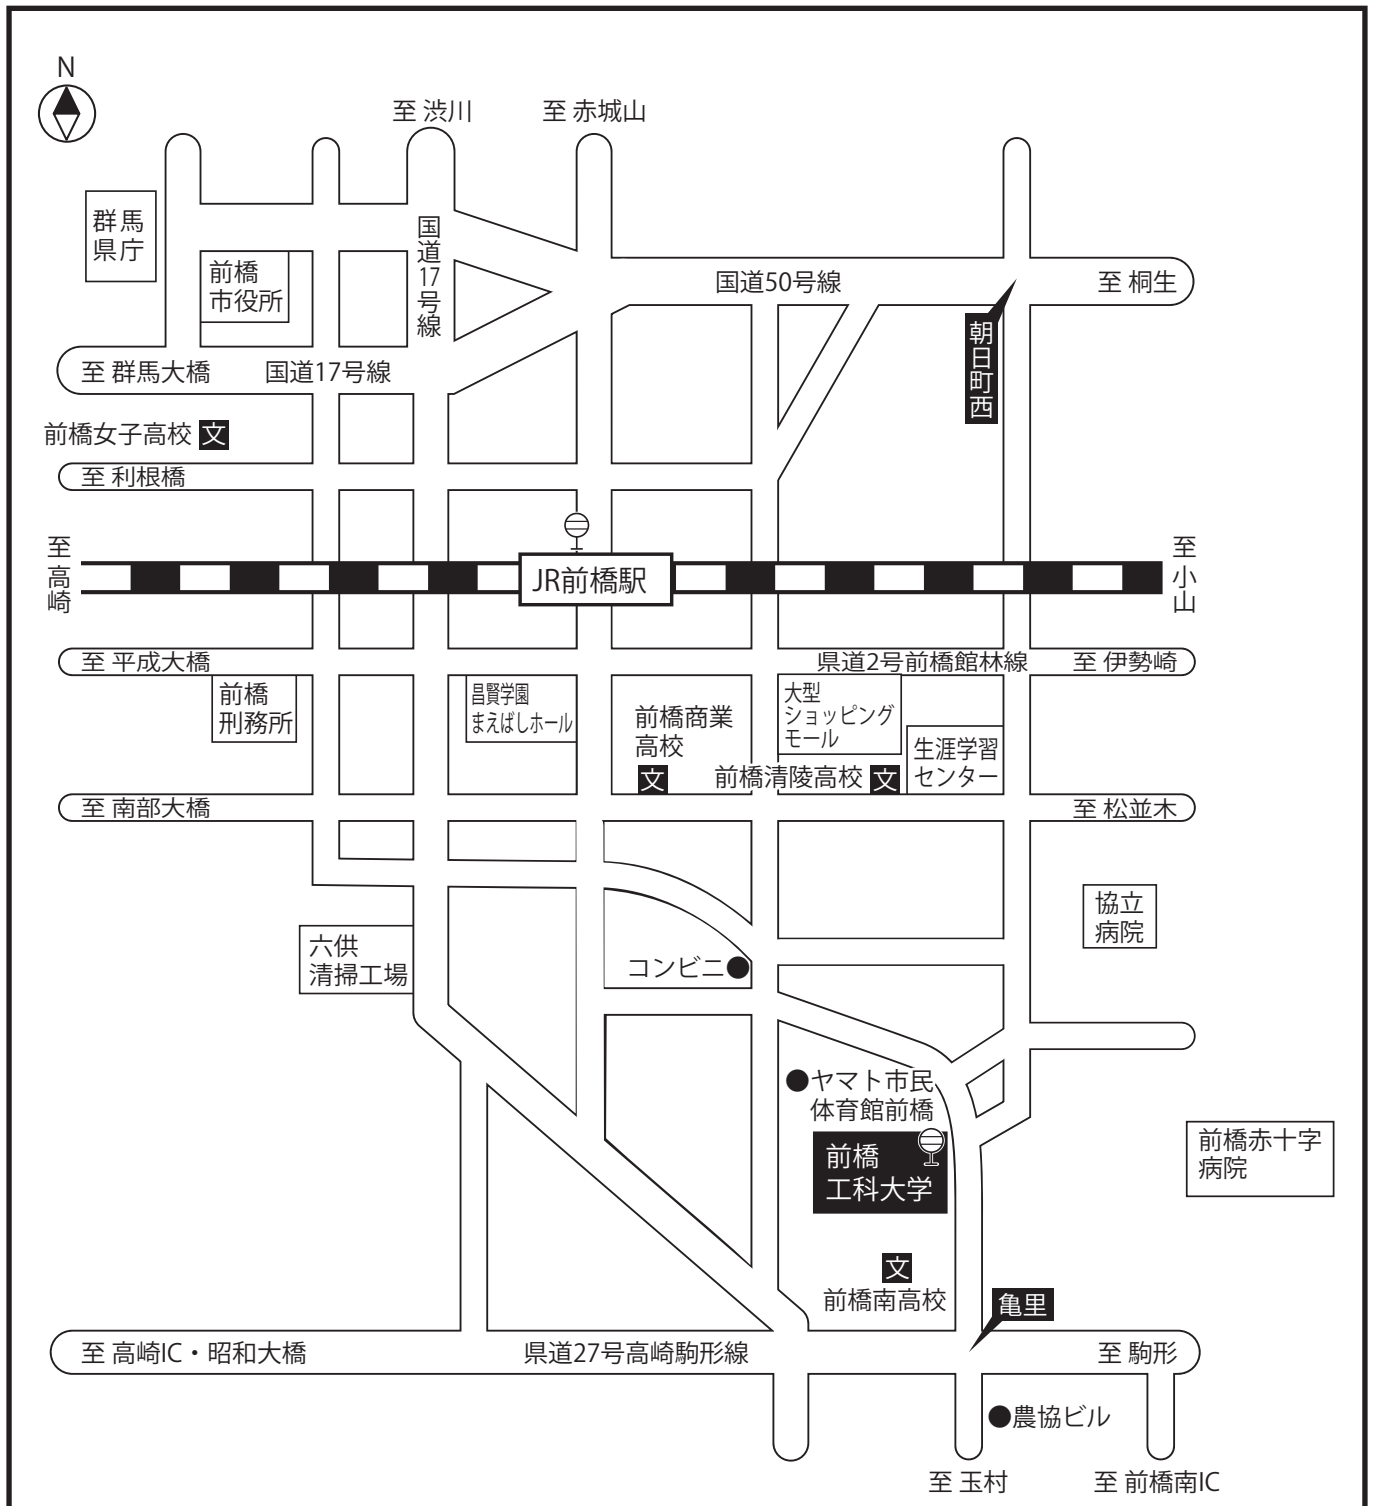 N
至 渋川
至 赤城山
群馬
県庁
前橋
市役所
国道17号線
国道50号線
至 桐生
朝日町西
至 群馬大橋
国道17号線
前橋女子高校 文
至 利根橋
至高崎
JR前橋駅
至小山
至 平成大橋
県道2号前橋館林線
至 伊勢崎
前橋
刑務所
昌賢学園
まえばしホール
前橋商業
高校
文
大型
ショッピング
モール
前橋清陵高校 文
生涯学習
センター
至 南部大橋
至 松並木
協立
病院
六供
清掃工場
コンビニ
ヤマト市民
体育館前橋
前橋
工科大学
前橋赤十字
病院
文
前橋南高校
亀里
至 高崎IC・昭和大橋
県道27号高崎駒形線
至 駒形
農協ビル
至 玉村
至 前橋南IC